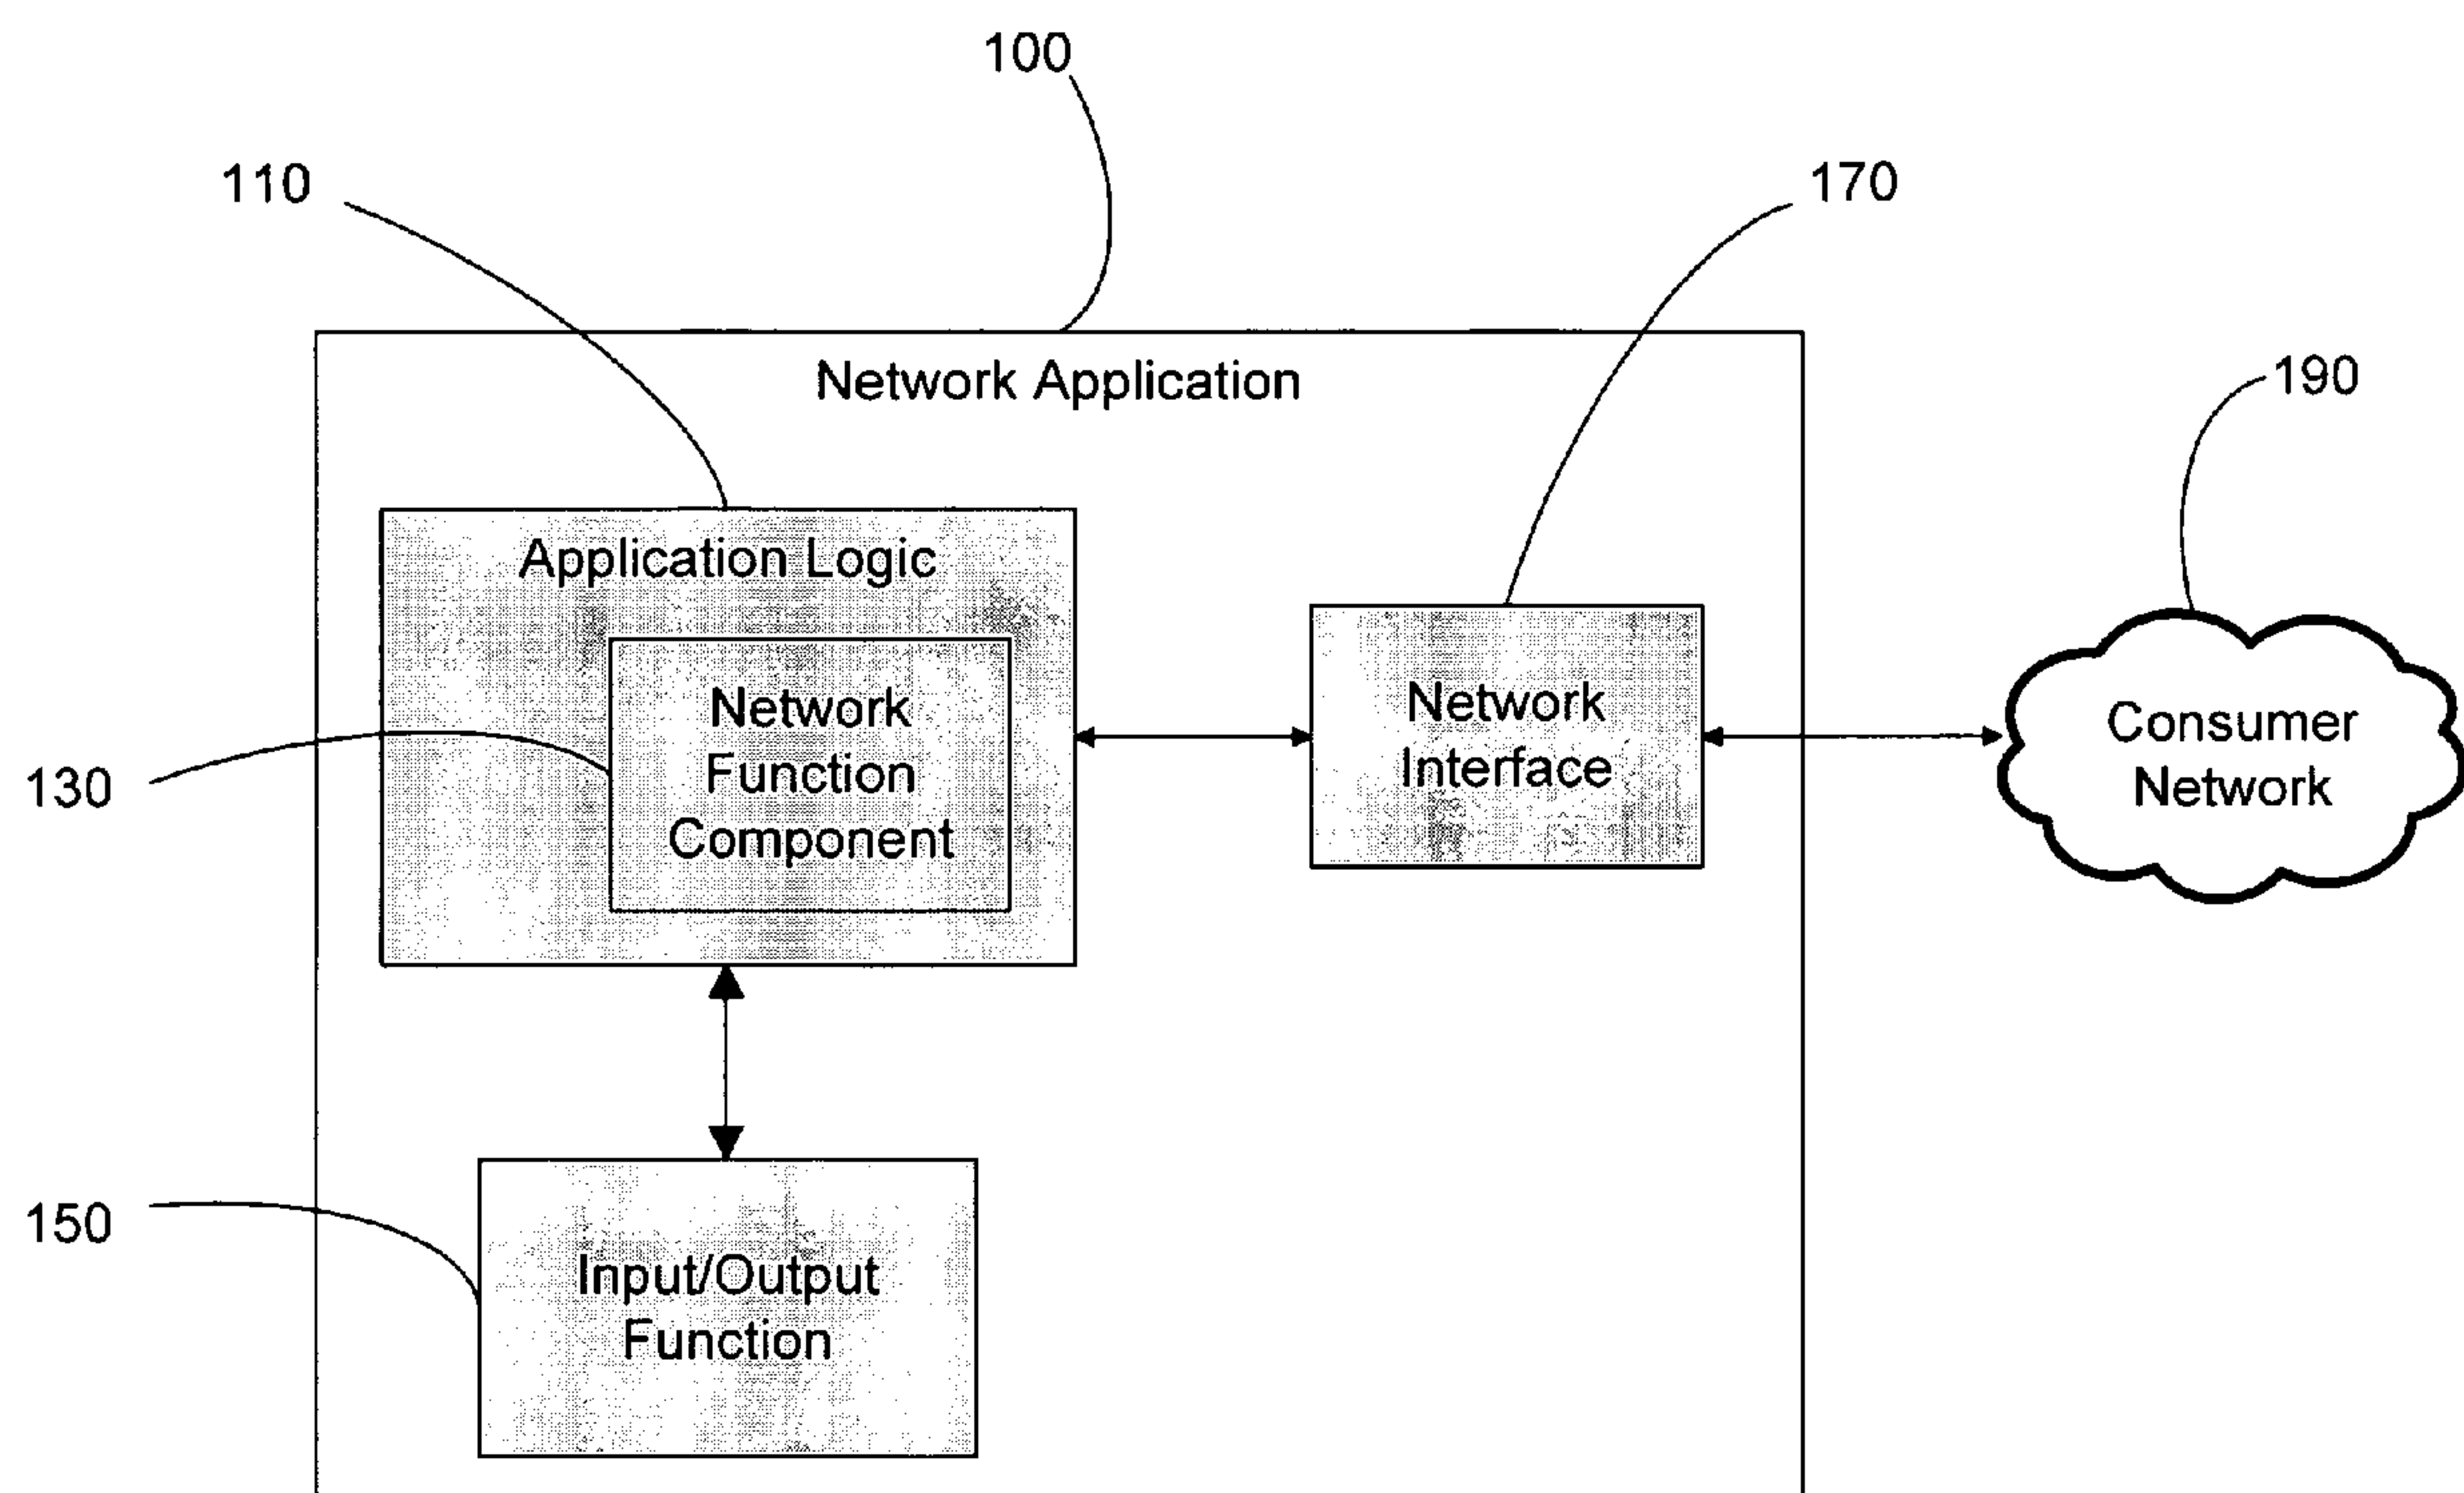 100
110
170
Network Application
190
Application Logic
Network
Function
Component
Network
Interface
Consumer
Network
130
150
Input/Output
Function